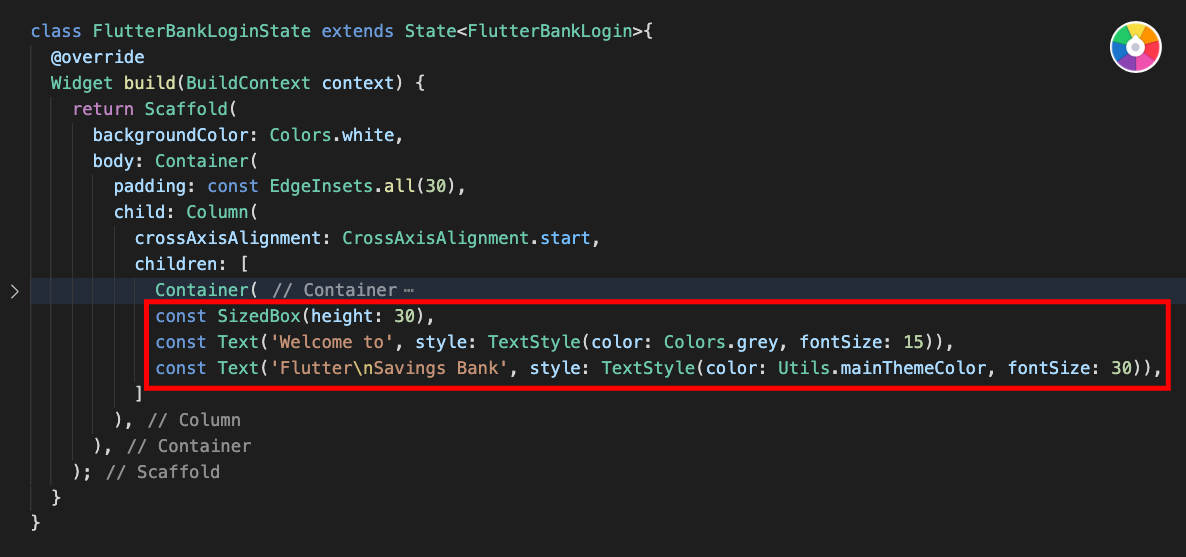 class FlutterBankLoginState extends State<FlutterBankLogin>{
@override
Widget build(BuildContext context) {
return Scaffold(
backgroundColor: Colors.white,
body: Container(
padding: const EdgeInsets.all(30),
child: Column(
crossAxisAlignment: CrossAxisAlignment.start,
children: [
Container( // Container ⋯
const SizedBox(height: 30),
const Text('Welcome to', style: TextStyle(color: Colors.grey, fontSize: 15)),
const Text('Flutter\nSavings Bank', style: TextStyle(color: Utils.mainThemeColor, fontSize: 30)),
]
), // Column
), // Container
); // Scaffold
}
}